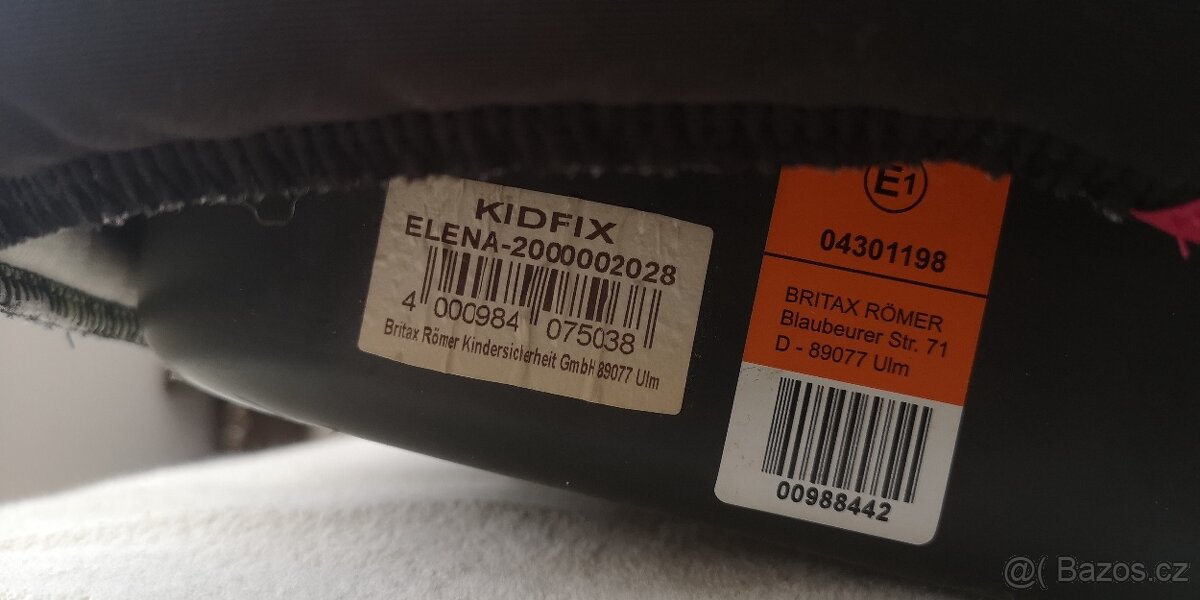 KIDFIX
ELENA-2000002028
4 000984 075038
Britax Römer Kindersicherheit GmbH 89077 Ulm
E1
04301198
BRITAX RÖMER
Blaubeurer Str. 71
D - 89077 Ulm
00988442
@( Bazos.cz